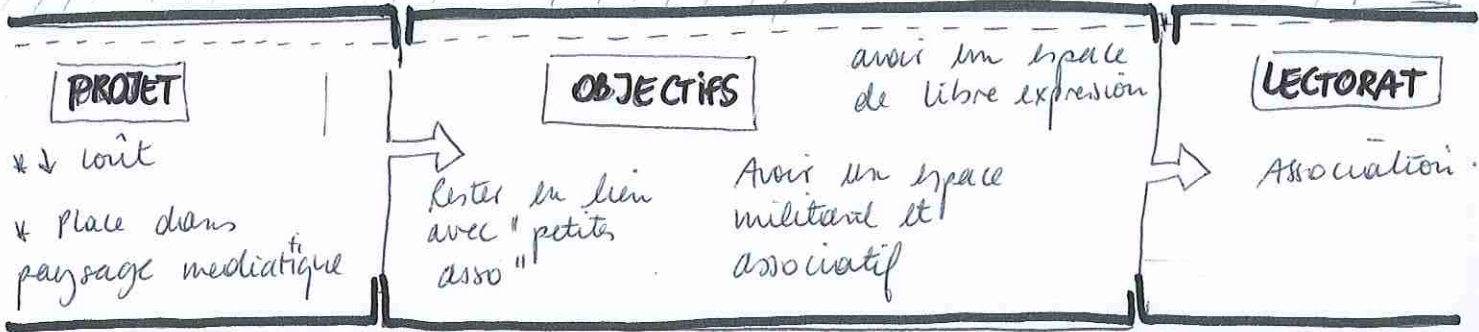 PROJET
* ↓ coût
* Place dans
paysage mediatique
OBJECTIFS
avoir un espace
de libre expression
Rester en lien
avec "petites
asso"
Avoir un espace
militant et
associatif
LECTORAT
Association.